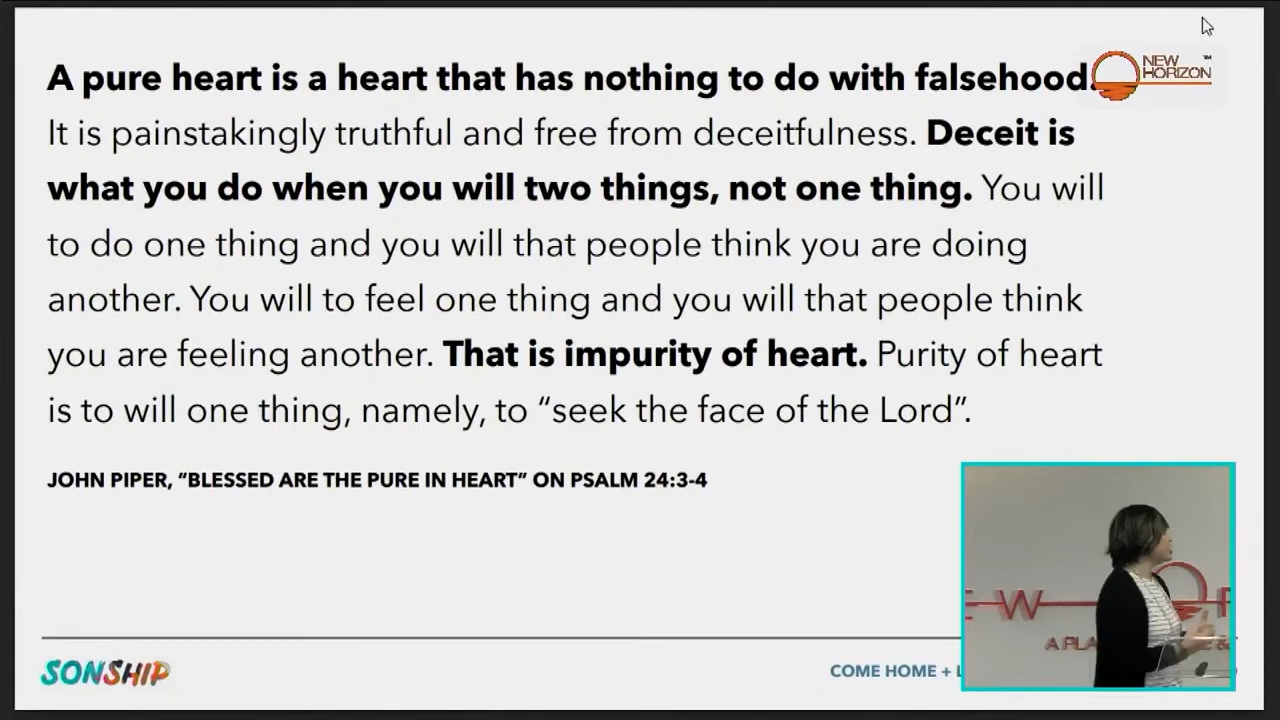 A pure heart is a heart that has nothing to do with falsehood.
NEW HORIZON™
It is painstakingly truthful and free from deceitfulness. Deceit is
what you do when you will two things, not one thing. You will
to do one thing and you will that people think you are doing
another. You will to feel one thing and you will that people think
you are feeling another. That is impurity of heart. Purity of heart
is to will one thing, namely, to “seek the face of the Lord”.
JOHN PIPER, “BLESSED ARE THE PURE IN HEART” ON PSALM 24:3-4
SONSHIP
COME HOME +